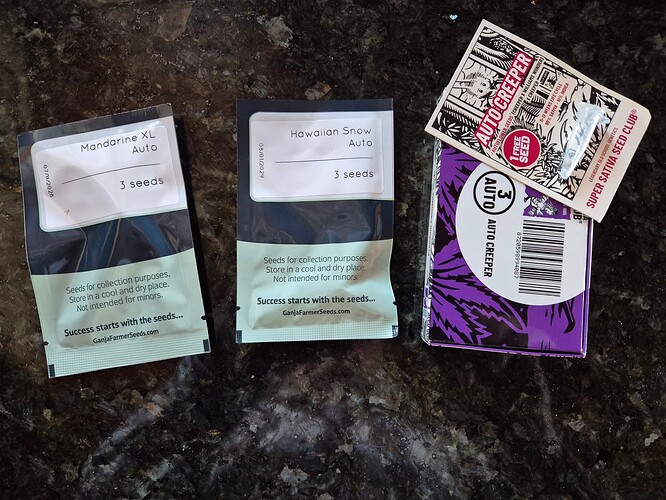 Mandarine XL
Auto
3 seeds
Seeds for collection purposes.
Store in a cool and dry place.
Not intended for minors.
Success starts with the seeds...
GanjaFarmerSeeds.com
Hawaiian Snow
Auto
3 seeds
Seeds for collection purposes.
Store in a cool and dry place.
Not intended for minors.
Success starts with the seeds...
GanjaFarmerSeeds.com
AUTO CREEPER
1 FREE
SEED
SUPER SATIVA SEED CLUB®
3
AUTO
AUTO CREEPER